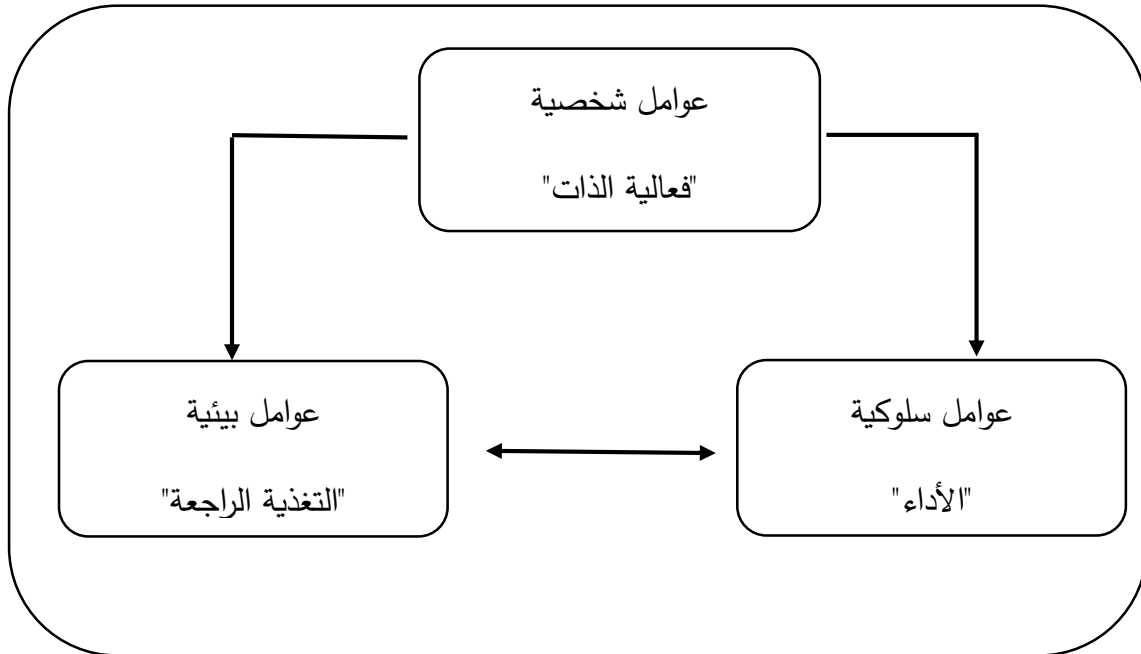 عوامل شخصية
"فعالية الذات"
عوامل سلوكية
"الأداء"
عوامل بيئية
"التغذية الراجعة"